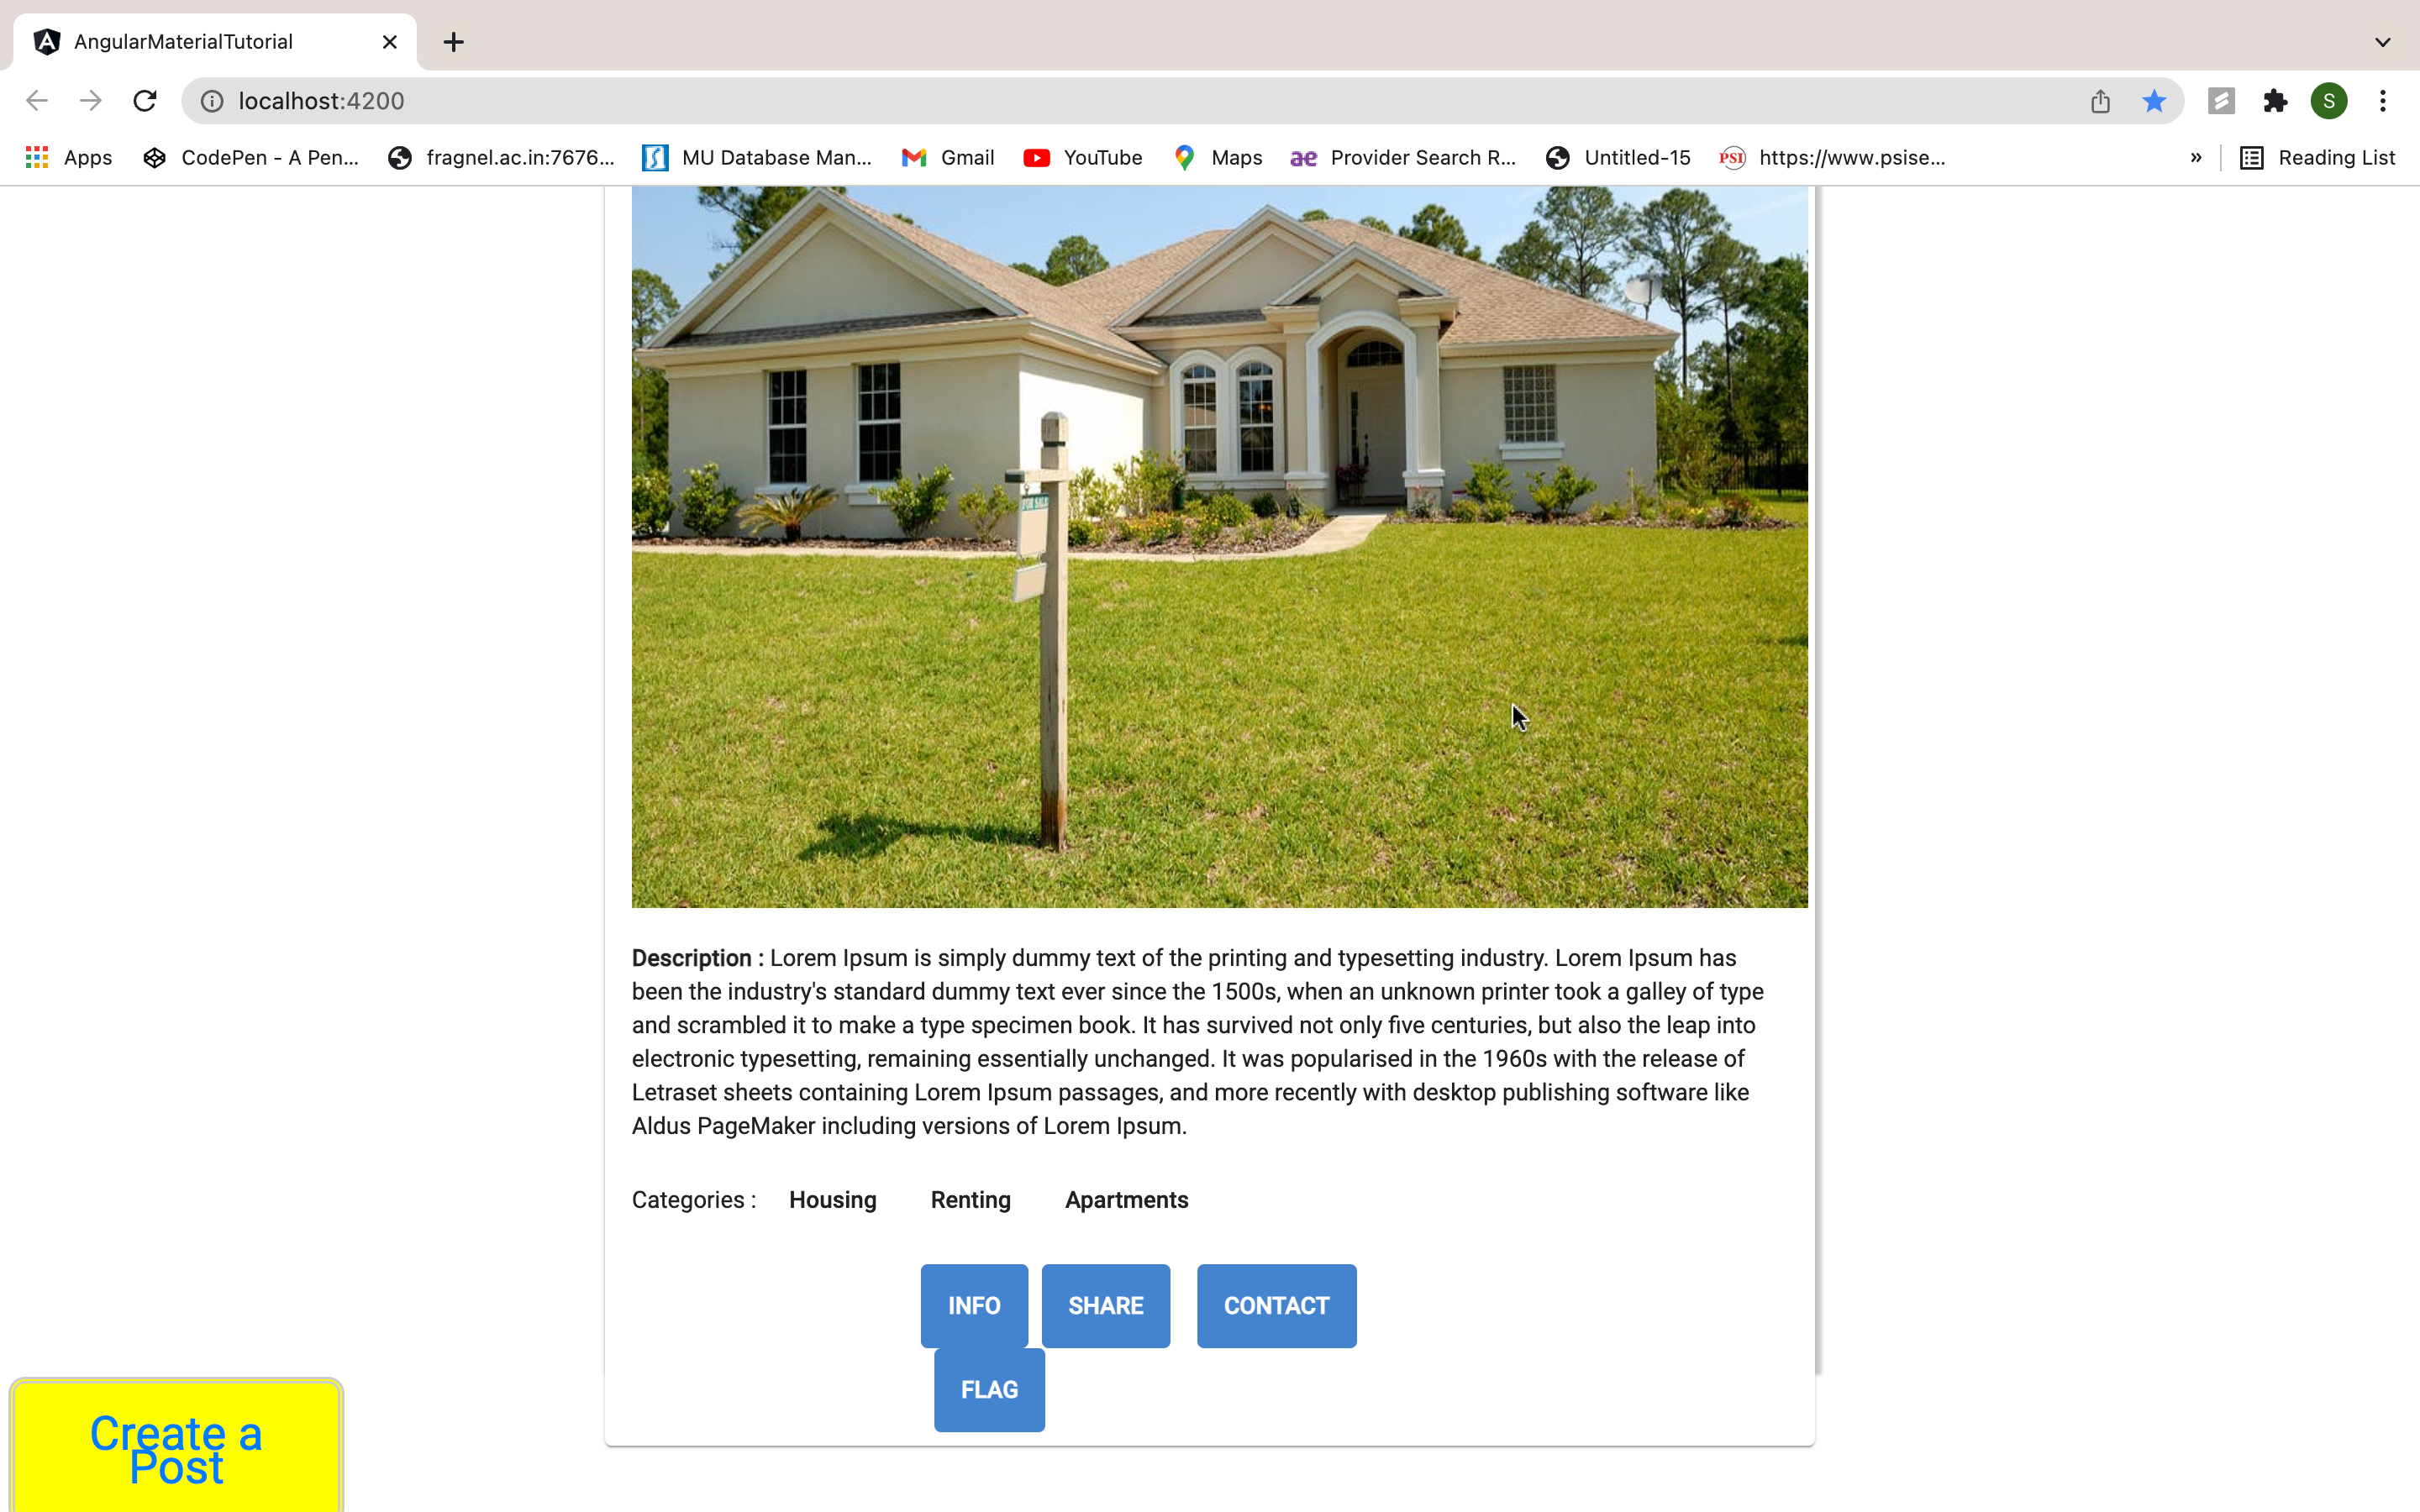 AngularMaterialTutorial
localhost:4200
S
Apps CodePen - A Pen... fragnel.ac.in:7676... MU Database Man... Gmail YouTube Maps ae Provider Search R... Untitled-15 PSI https://www.psise... » Reading List
FOR SALE
Description : Lorem Ipsum is simply dummy text of the printing and typesetting industry. Lorem Ipsum has
been the industry's standard dummy text ever since the 1500s, when an unknown printer took a galley of type
and scrambled it to make a type specimen book. It has survived not only five centuries, but also the leap into
electronic typesetting, remaining essentially unchanged. It was popularised in the 1960s with the release of
Letraset sheets containing Lorem Ipsum passages, and more recently with desktop publishing software like
Aldus PageMaker including versions of Lorem Ipsum.
Categories : Housing Renting Apartments
INFO SHARE CONTACT
FLAG
Create a
Post